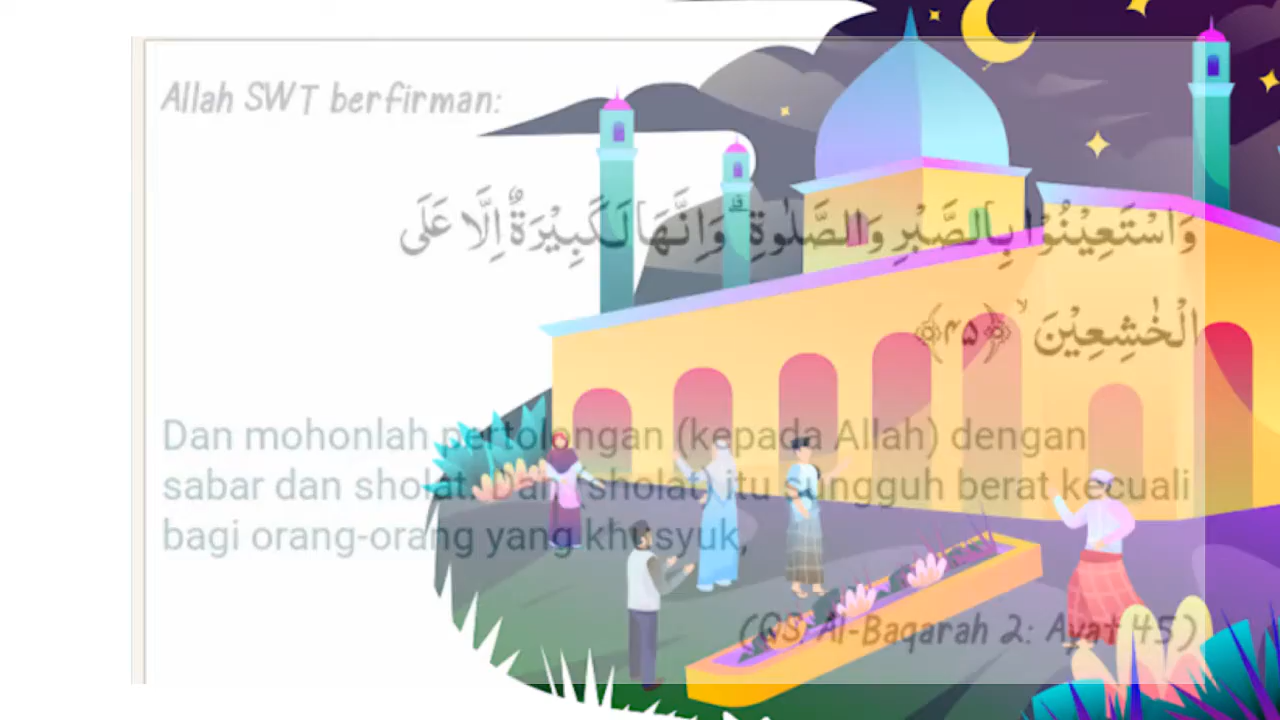 Allah SWT berfirman:
وَاسْتَعِيْنُوْا بِالصَّبْرِ وَالصَّلٰوةِ ۗ وَاِنَّهَا لَكَبِيْرَةٌ اِلَّا عَلَى
الْخٰشِعِيْنَ ۙ ﴿۴۵﴾
Dan mohonlah pertolongan (kepada Allah) dengan
sabar dan sholat. Dan  sholat itu sungguh berat kecuali
bagi orang-orang yang khusyuk,
(QS. Al-Baqarah 2: Ayat 45)